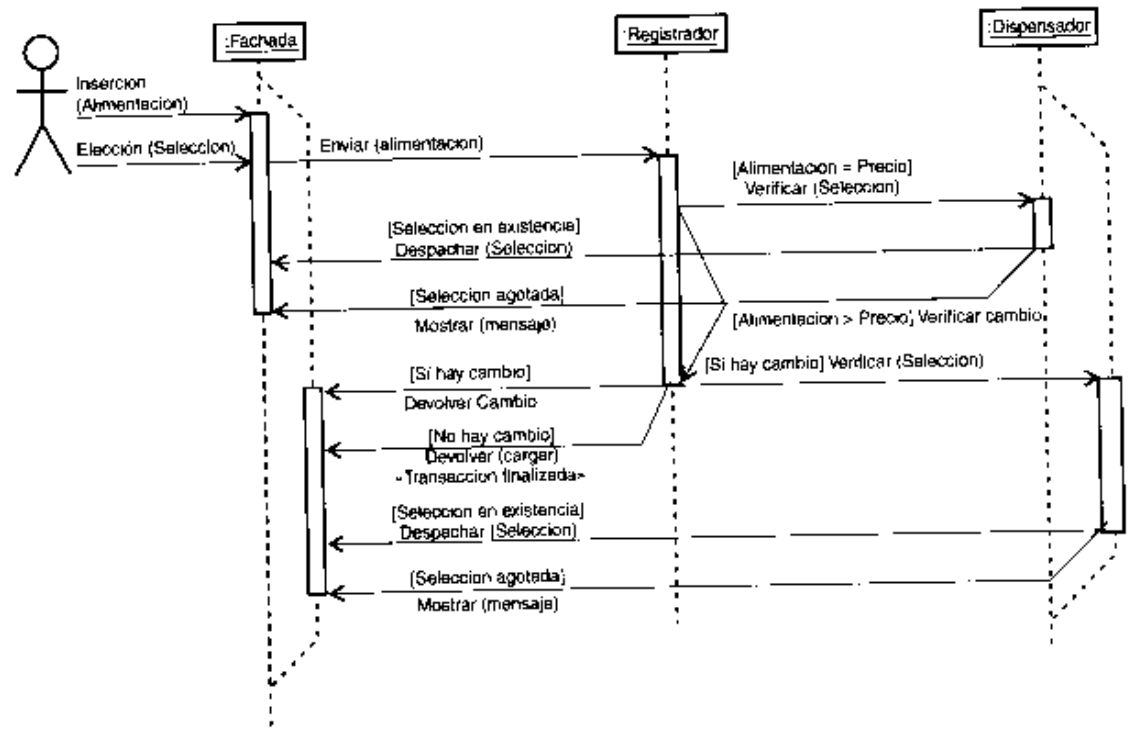 :Fachada
:Registrador
:Dispensador
Insercion
(Alimentacion)
Elección (Seleccion)
Enviar (alimentacion)
[Alimentacion = Precio]
Verificar (Seleccion)
[Seleccion en existencia]
Despachar (Seleccion)
[Seleccion agotada]
Mostrar (mensaje)
[Alimentacion > Precio] Verificar cambio
[Si hay cambio] Verificar (Seleccion)
[Si hay cambio]
Devolver Cambio
[No hay cambio]
Devolver (cargar)
«Transaccion finalizada»
[Seleccion en existencia]
Despachar [Seleccion)
(Seleccion agotada]
Mostrar (mensaje)